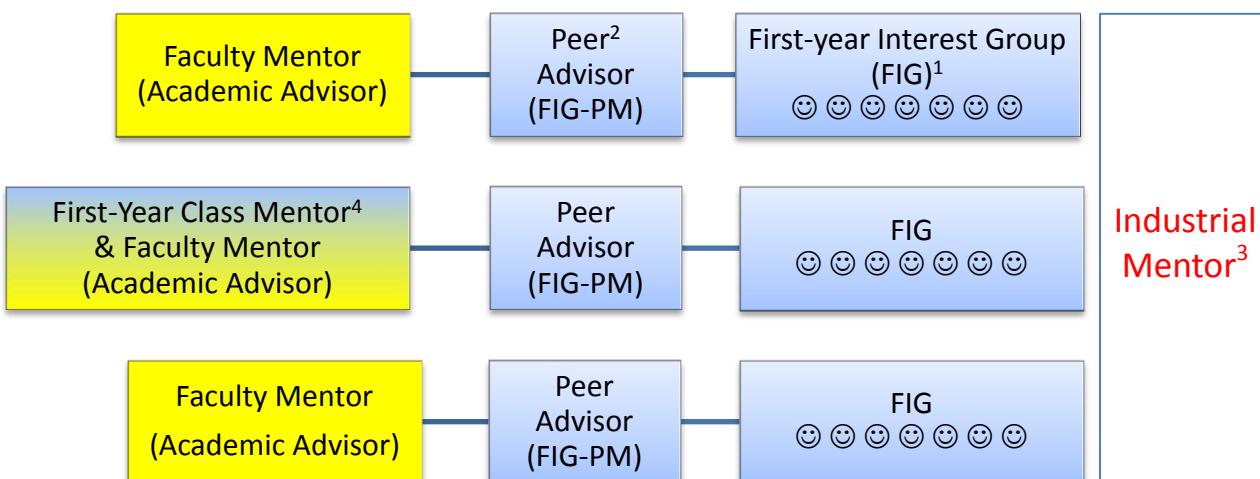 Faculty Mentor
(Academic Advisor)
Peer²
Advisor
(FIG-PM)
First-year Interest Group
(FIG)¹
☺ ☺ ☺ ☺ ☺ ☺ ☺
First-Year Class Mentor⁴
& Faculty Mentor
(Academic Advisor)
Peer
Advisor
(FIG-PM)
FIG
☺ ☺ ☺ ☺ ☺ ☺ ☺
Faculty Mentor
(Academic Advisor)
Peer
Advisor
(FIG-PM)
FIG
☺ ☺ ☺ ☺ ☺ ☺ ☺
Industrial
Mentor³